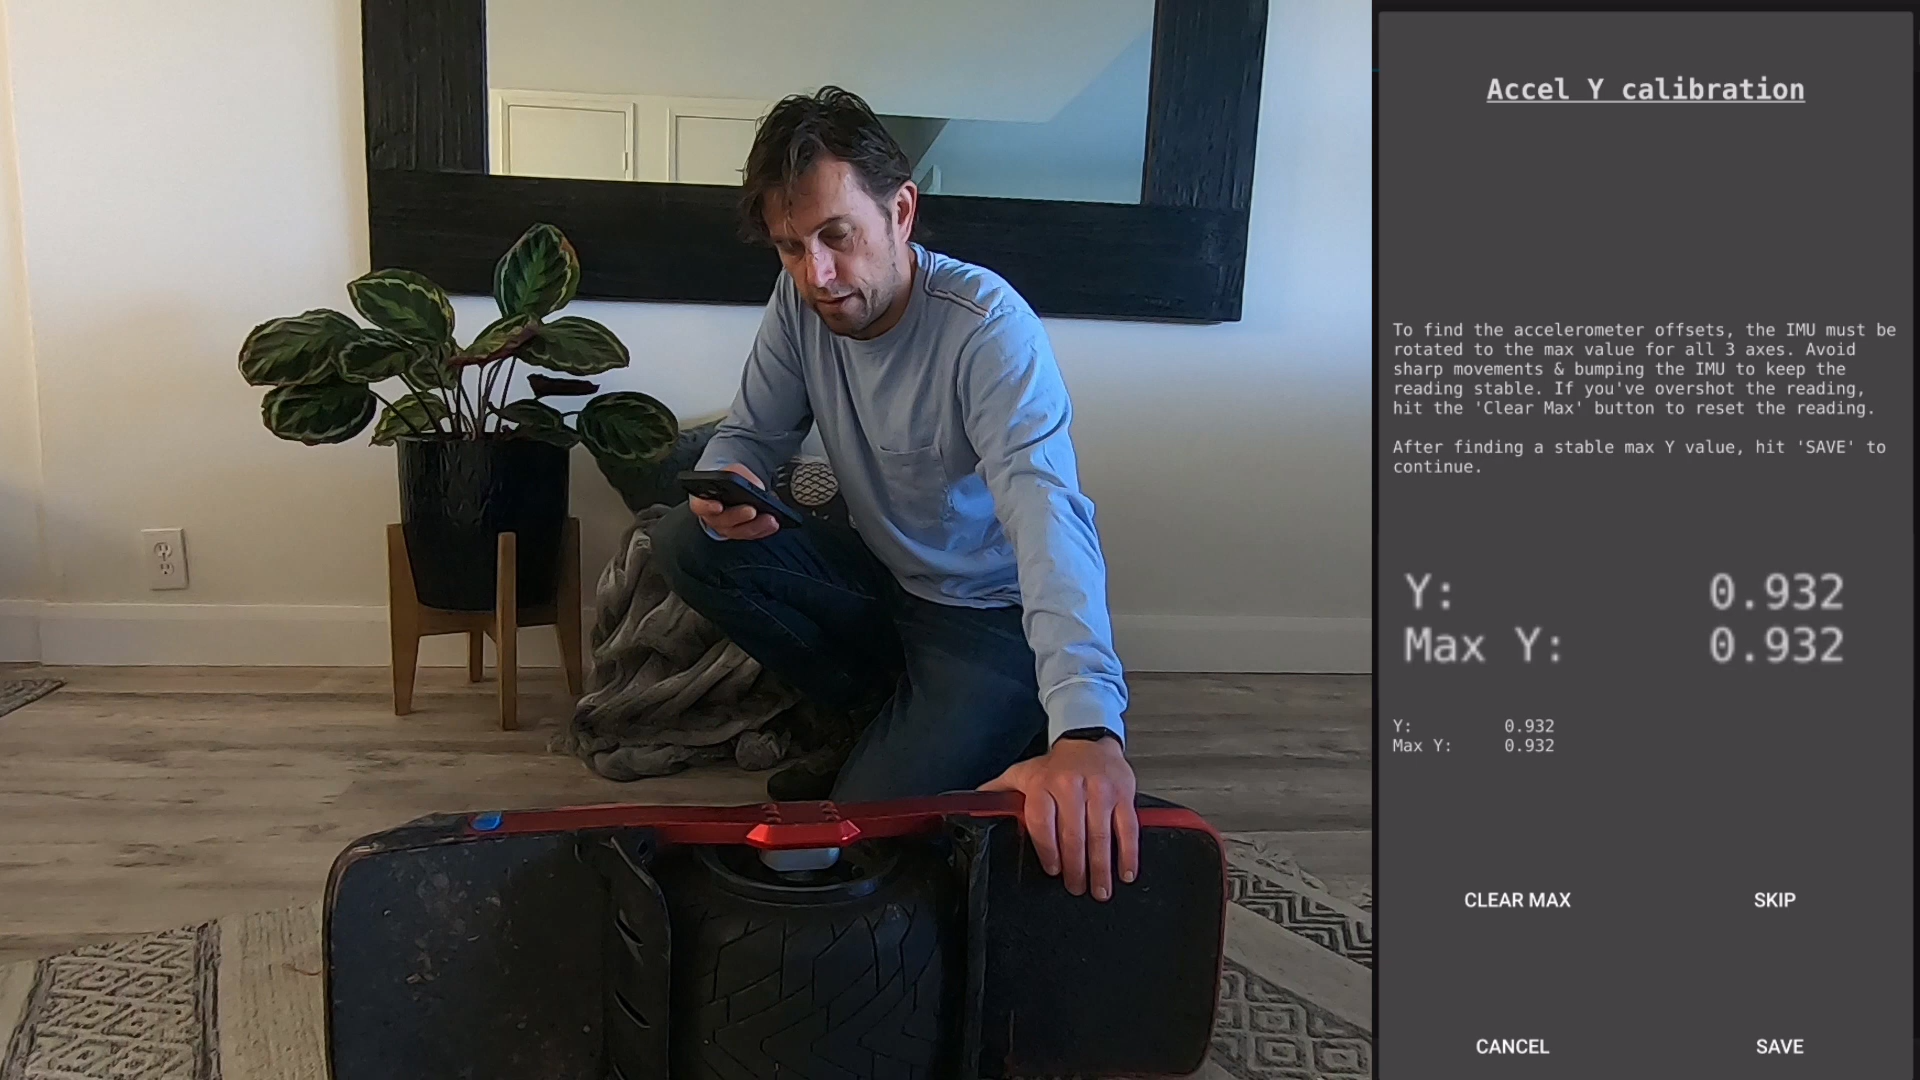 Accel Y calibration
To find the accelerometer offsets, the IMU must be
rotated to the max value for all 3 axes. Avoid
sharp movements & bumping the IMU to keep the
reading stable. If you've overshot the reading,
hit the 'Clear Max' button to reset the reading.
After finding a stable max Y value, hit 'SAVE' to
continue.
Y: 0.932
Max Y: 0.932
Y: 0.932
Max Y: 0.932
CLEAR MAX SKIP
CANCEL SAVE